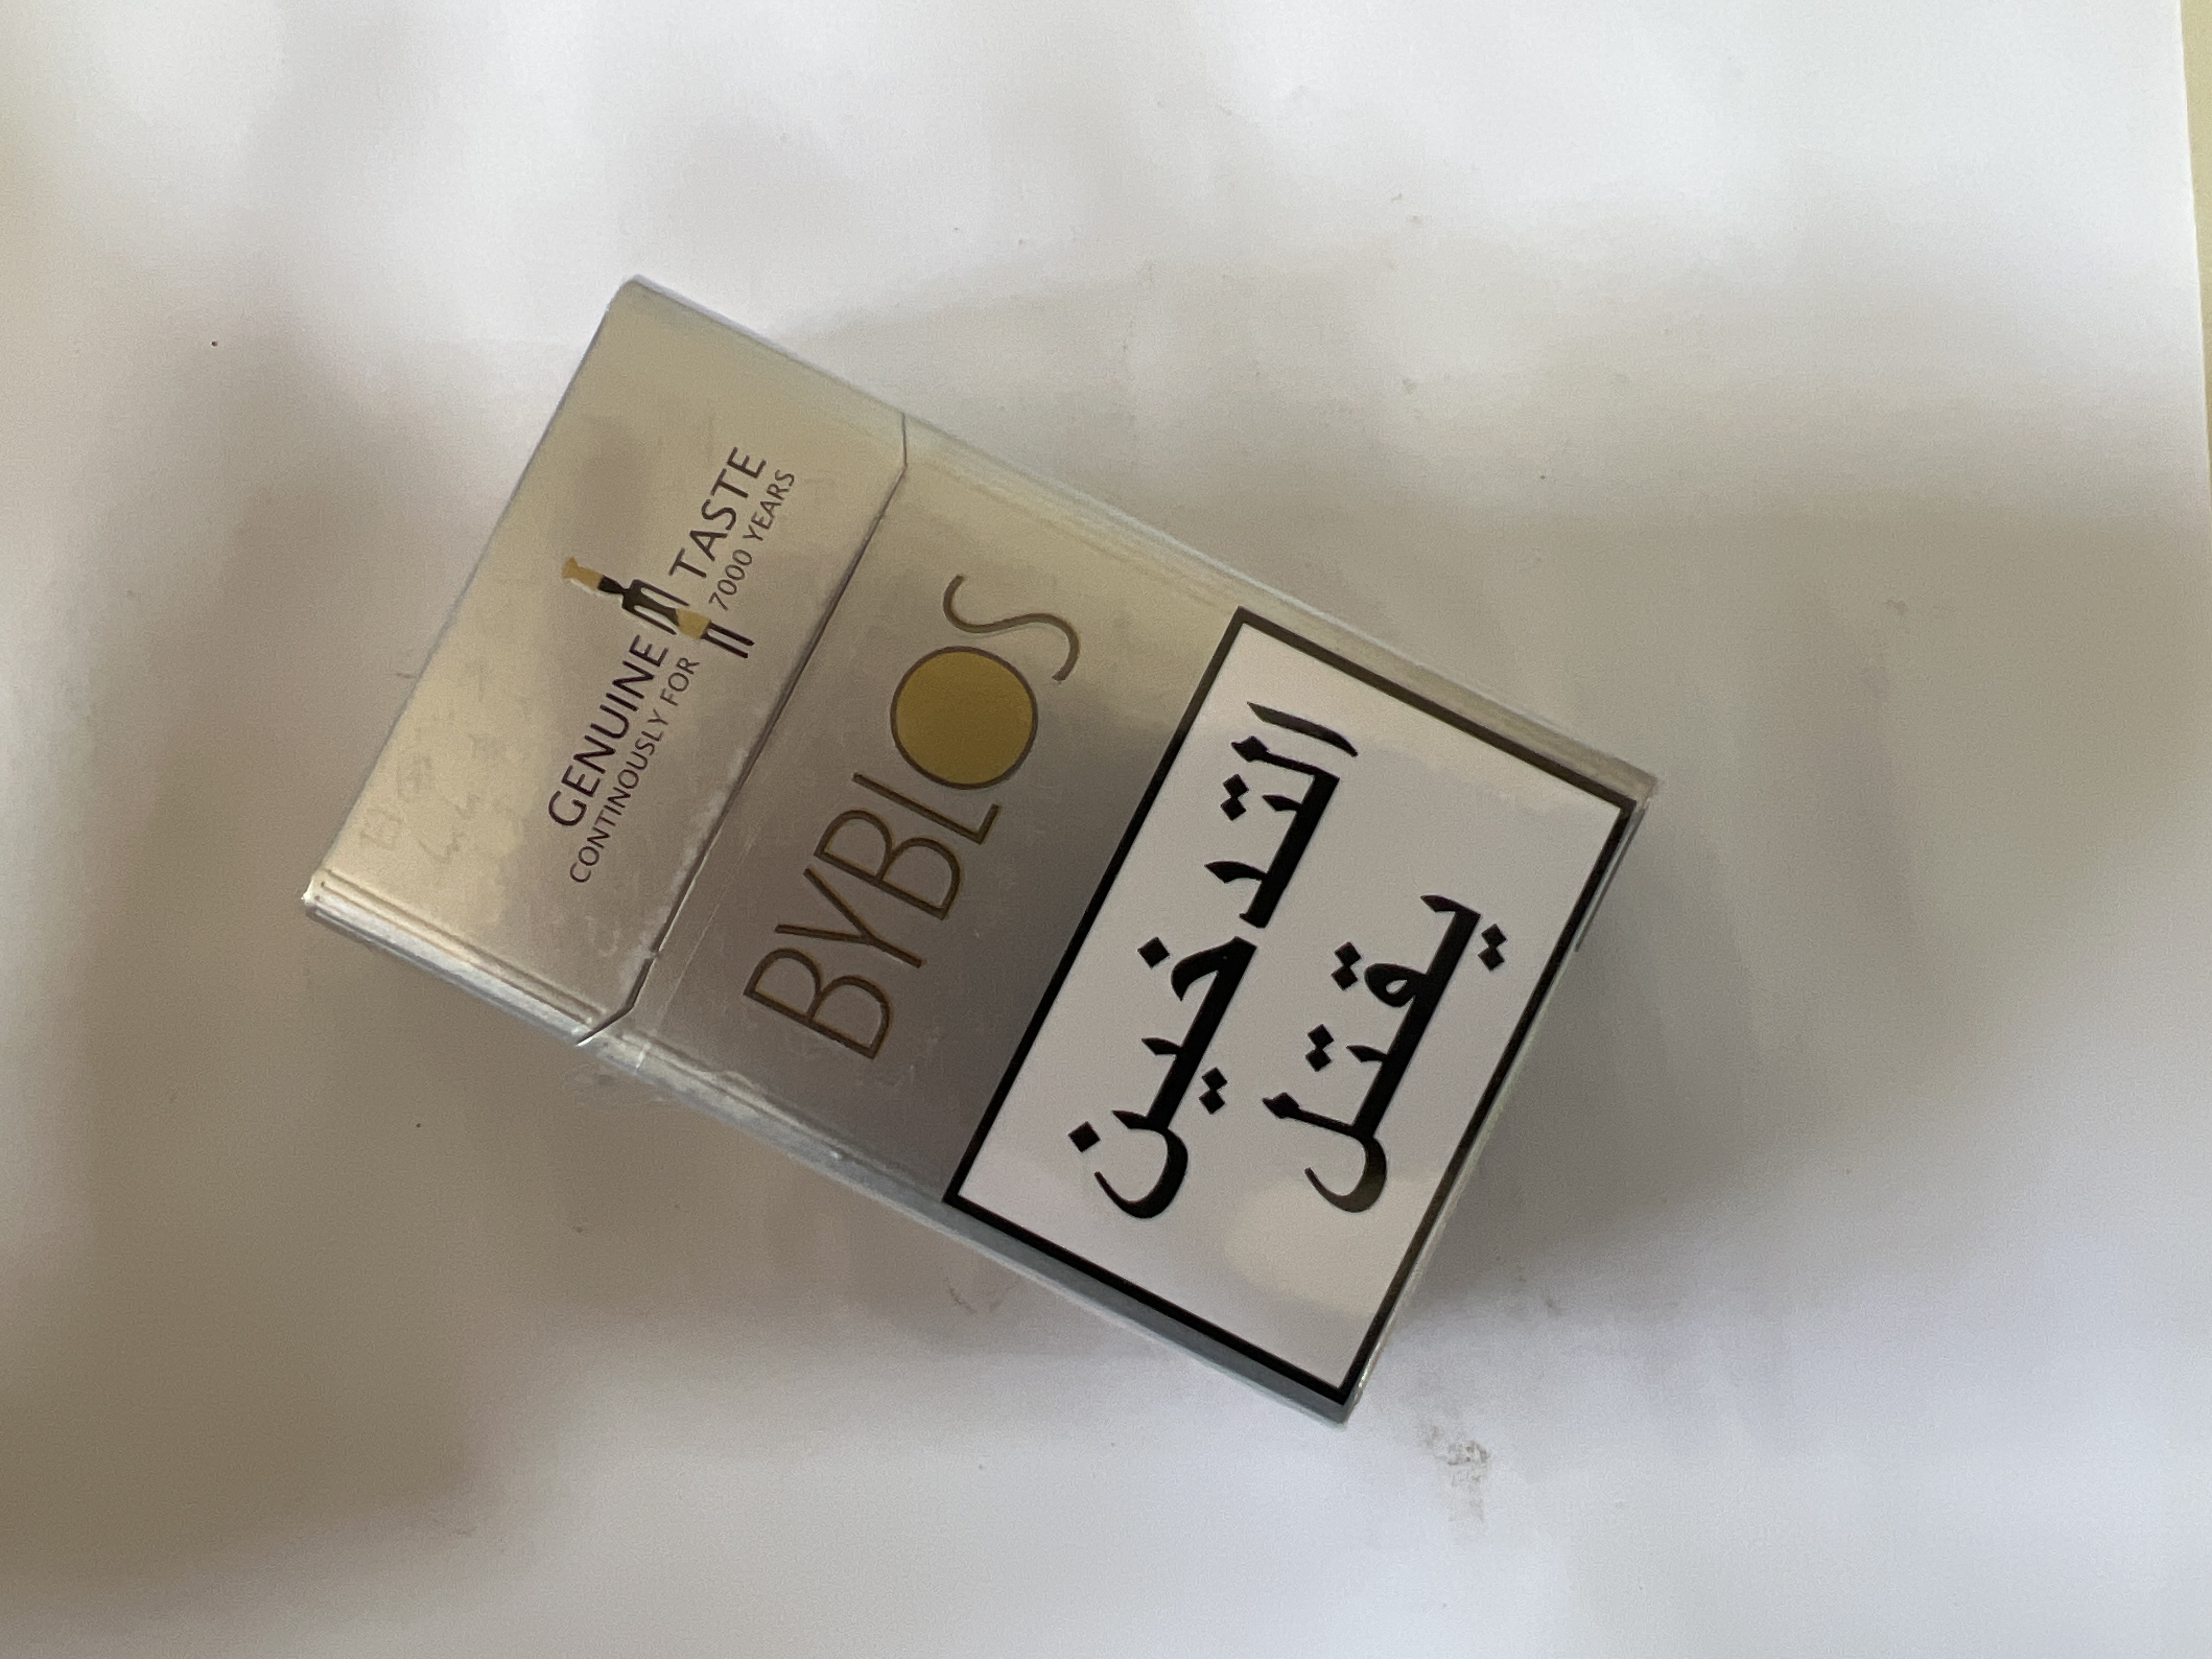 GENUINE TASTE
CONTINOUSLY FOR 7000 YEARS
BYBLOS
التدخين
يقتل